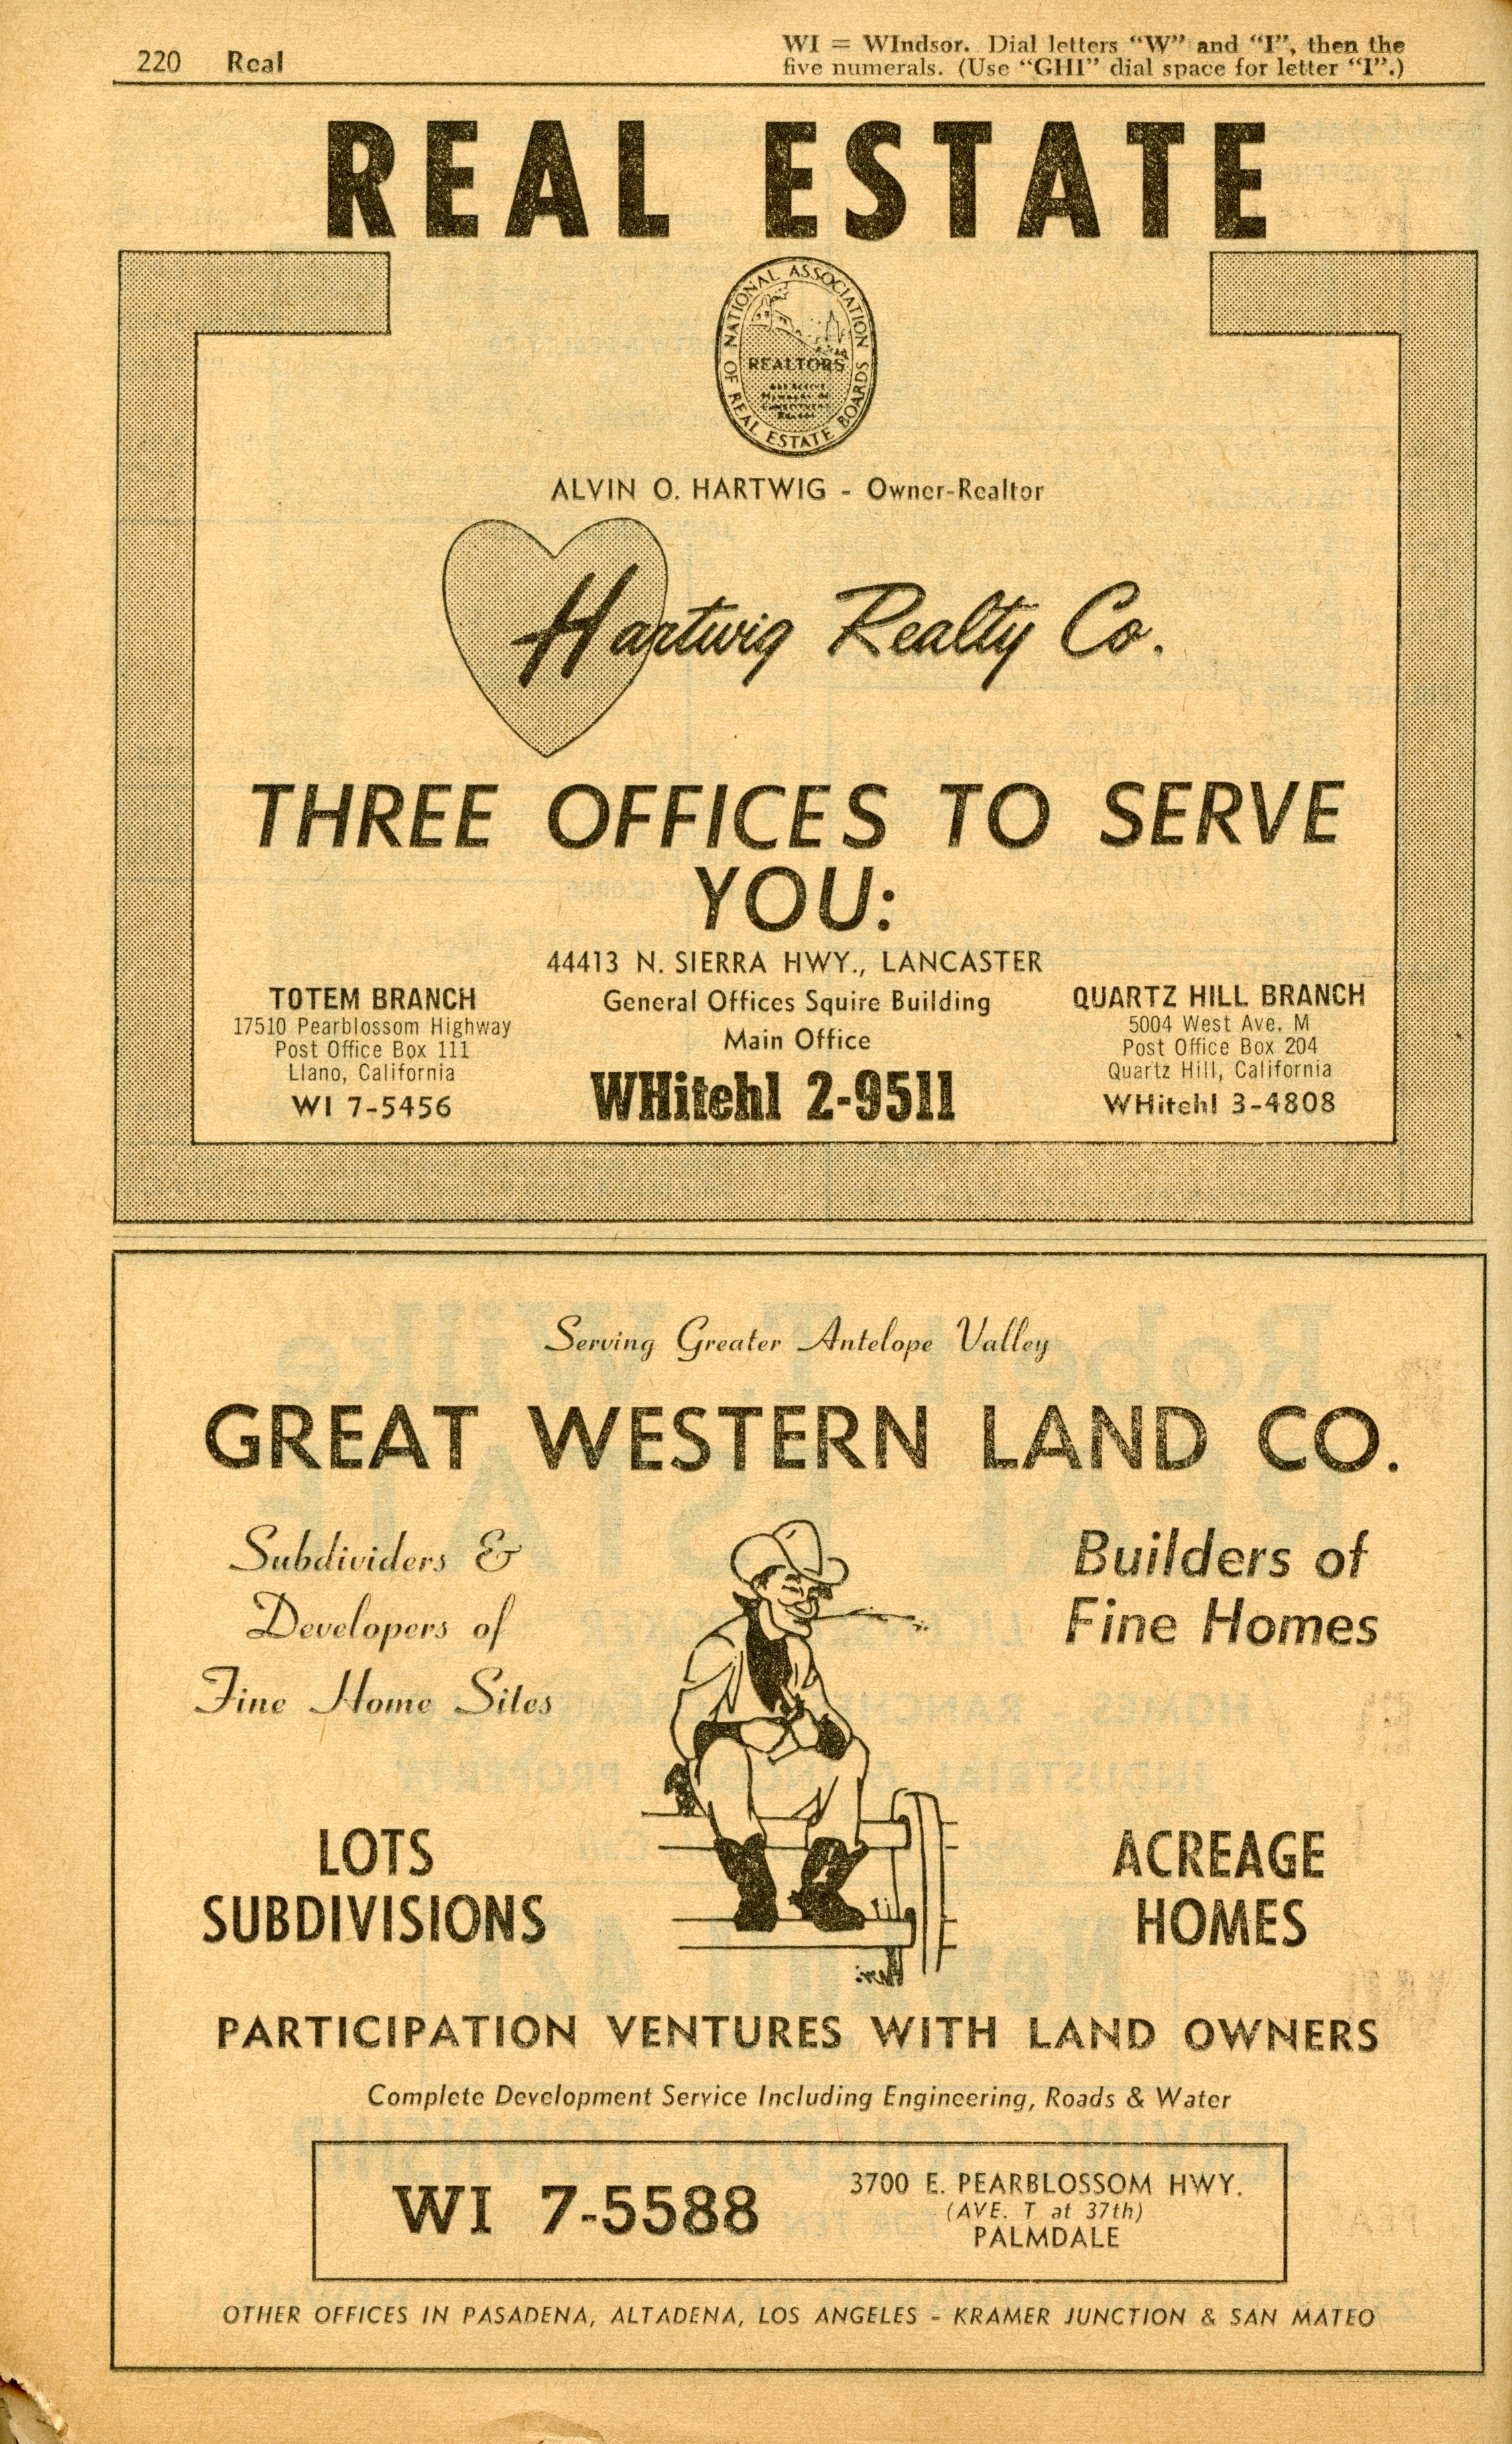 220 Real
WI = WIndsor. Dial letters “W” and “I”, then the
five numerals. (Use “GHI” dial space for letter “I”.)
REAL ESTATE
NATIONAL ASSOCIATION OF REAL ESTATE BOARDS
REALTORS
ALVIN O. HARTWIG - Owner-Realtor
Hartwig Realty Co.
THREE OFFICES TO SERVE
YOU:
44413 N. SIERRA HWY., LANCASTER
General Offices Squire Building
Main Office
WHitehl 2-9511
TOTEM BRANCH
17510 Pearblossom Highway
Post Office Box 111
Llano, California
WI 7-5456
QUARTZ HILL BRANCH
5004 West Ave. M
Post Office Box 204
Quartz Hill, California
WHitehl 3-4808
Serving Greater Antelope Valley
GREAT WESTERN LAND CO.
Subdividers &
Developers of
Fine Home Sites
Builders of
Fine Homes
LOTS
SUBDIVISIONS
ACREAGE
HOMES
PARTICIPATION VENTURES WITH LAND OWNERS
Complete Development Service Including Engineering, Roads & Water
WI 7-5588
3700 E. PEARBLOSSOM HWY.
(AVE. T at 37th)
PALMDALE
OTHER OFFICES IN PASADENA, ALTADENA, LOS ANGELES - KRAMER JUNCTION & SAN MATEO